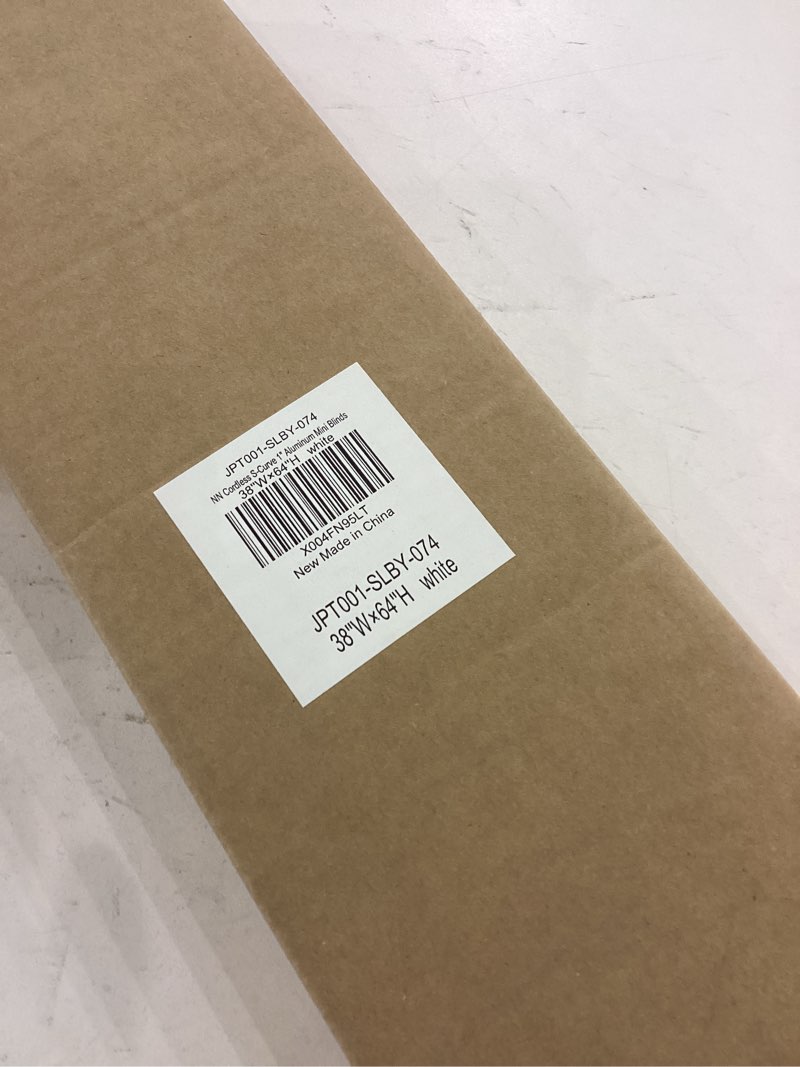 JPT001-SLBY-074
NN Cordless S-Curve 1" Aluminum Mini Blinds
38"W×64"H white
X004FN95LT
New Made in China
JPT001-SLBY-074
38"W×64"H white